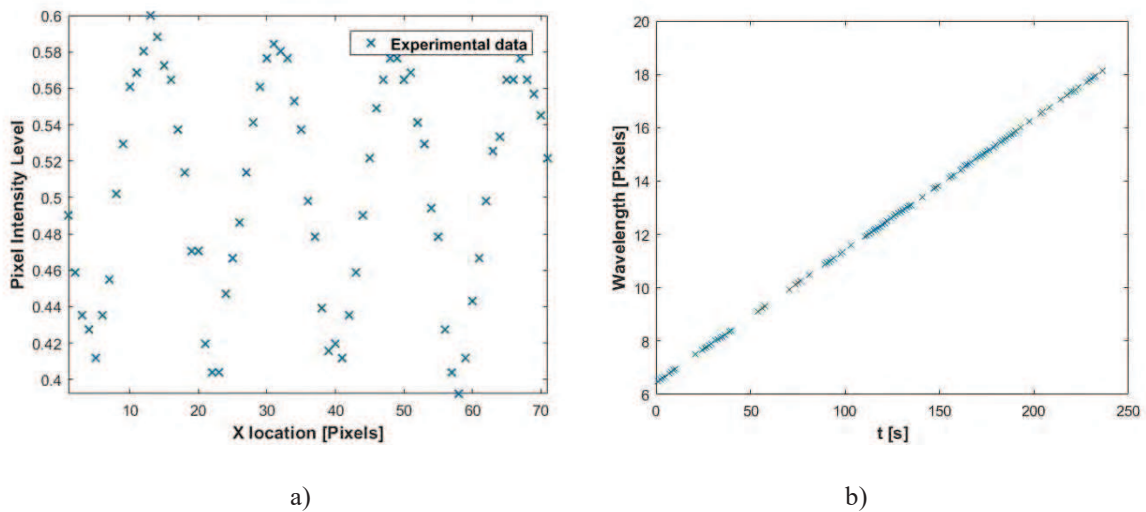 0.6
0.58
0.56
0.54
0.52
0.5
0.48
0.46
0.44
0.42
0.4
Pixel Intensity Level
Experimental data
10 20 30 40 50 60 70
X location [Pixels]
a)
20
18
16
14
12
10
8
6
Wavelength [Pixels]
0 50 100 150 200 250
t [s]
b)